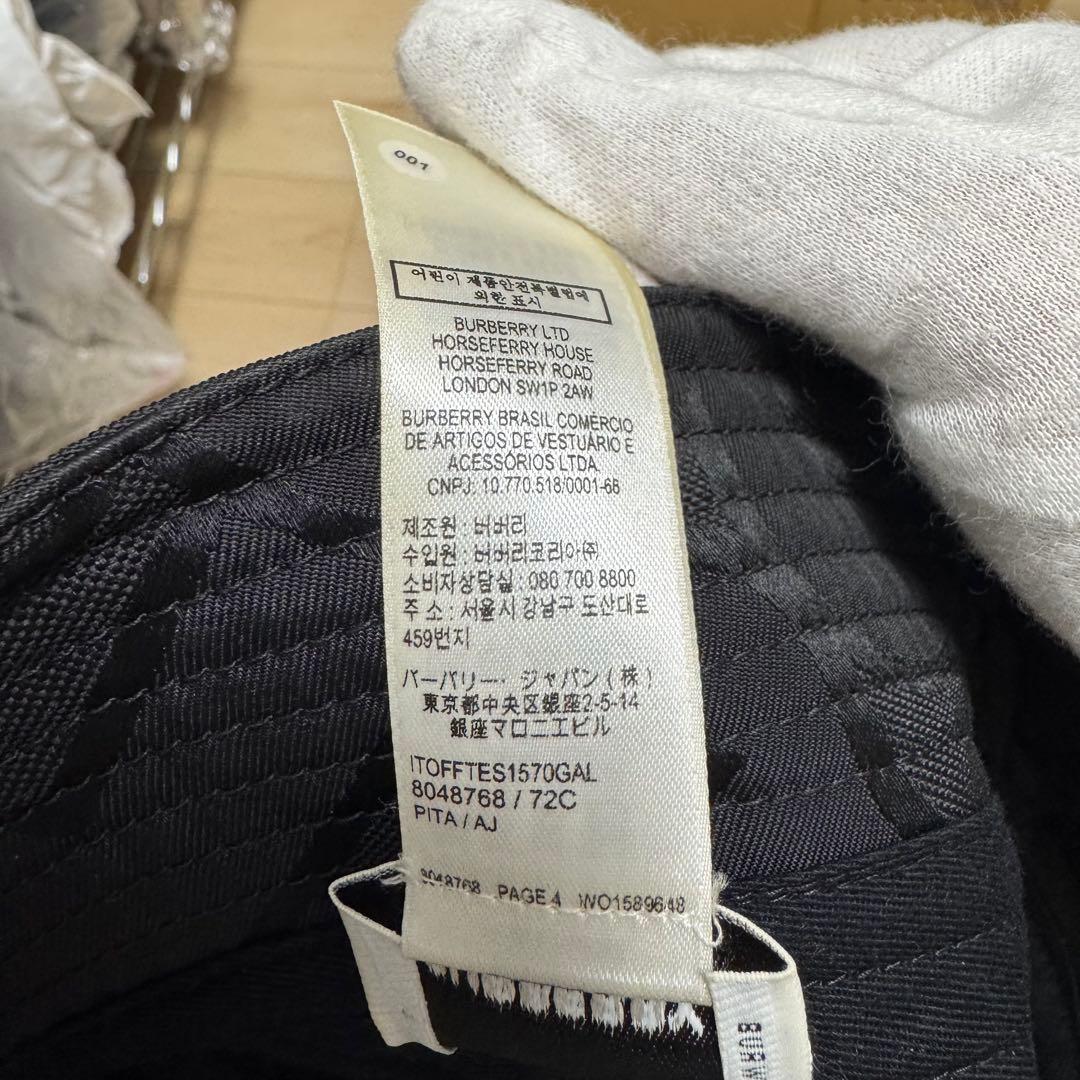 001
어린이 제품안전특별법에
의한 표시
BURBERRY LTD
HORSEFERRY HOUSE
HORSEFERRY ROAD
LONDON SW1P 2AW
BURBERRY BRASIL COMÉRCIO
DE ARTIGOS DE VESTUÁRIO E
ACESSÓRIOS LTDA
CNPJ: 10.770.518/0001-66
제조원 : 버버리
수입원 : 버버리코리아㈜
소비자상담실 : 080 700 8800
주 소 : 서울시 강남구 도산대로
459번지
バーバリー・ジャパン(株)
東京都中央区銀座2-5-14
銀座マロニエビル
ITOFFTES1570GAL
8048768 / 72C
PITA / AJ
8048768 PAGE 4 WO1589648